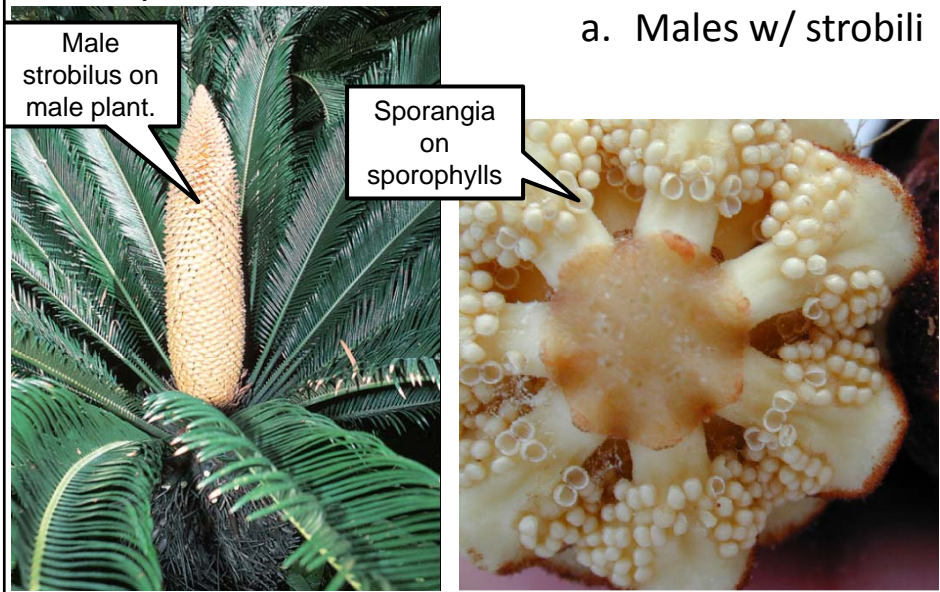 a. Males w/ strobili
Male
strobilus on
male plant.
Sporangia
on
sporophylls